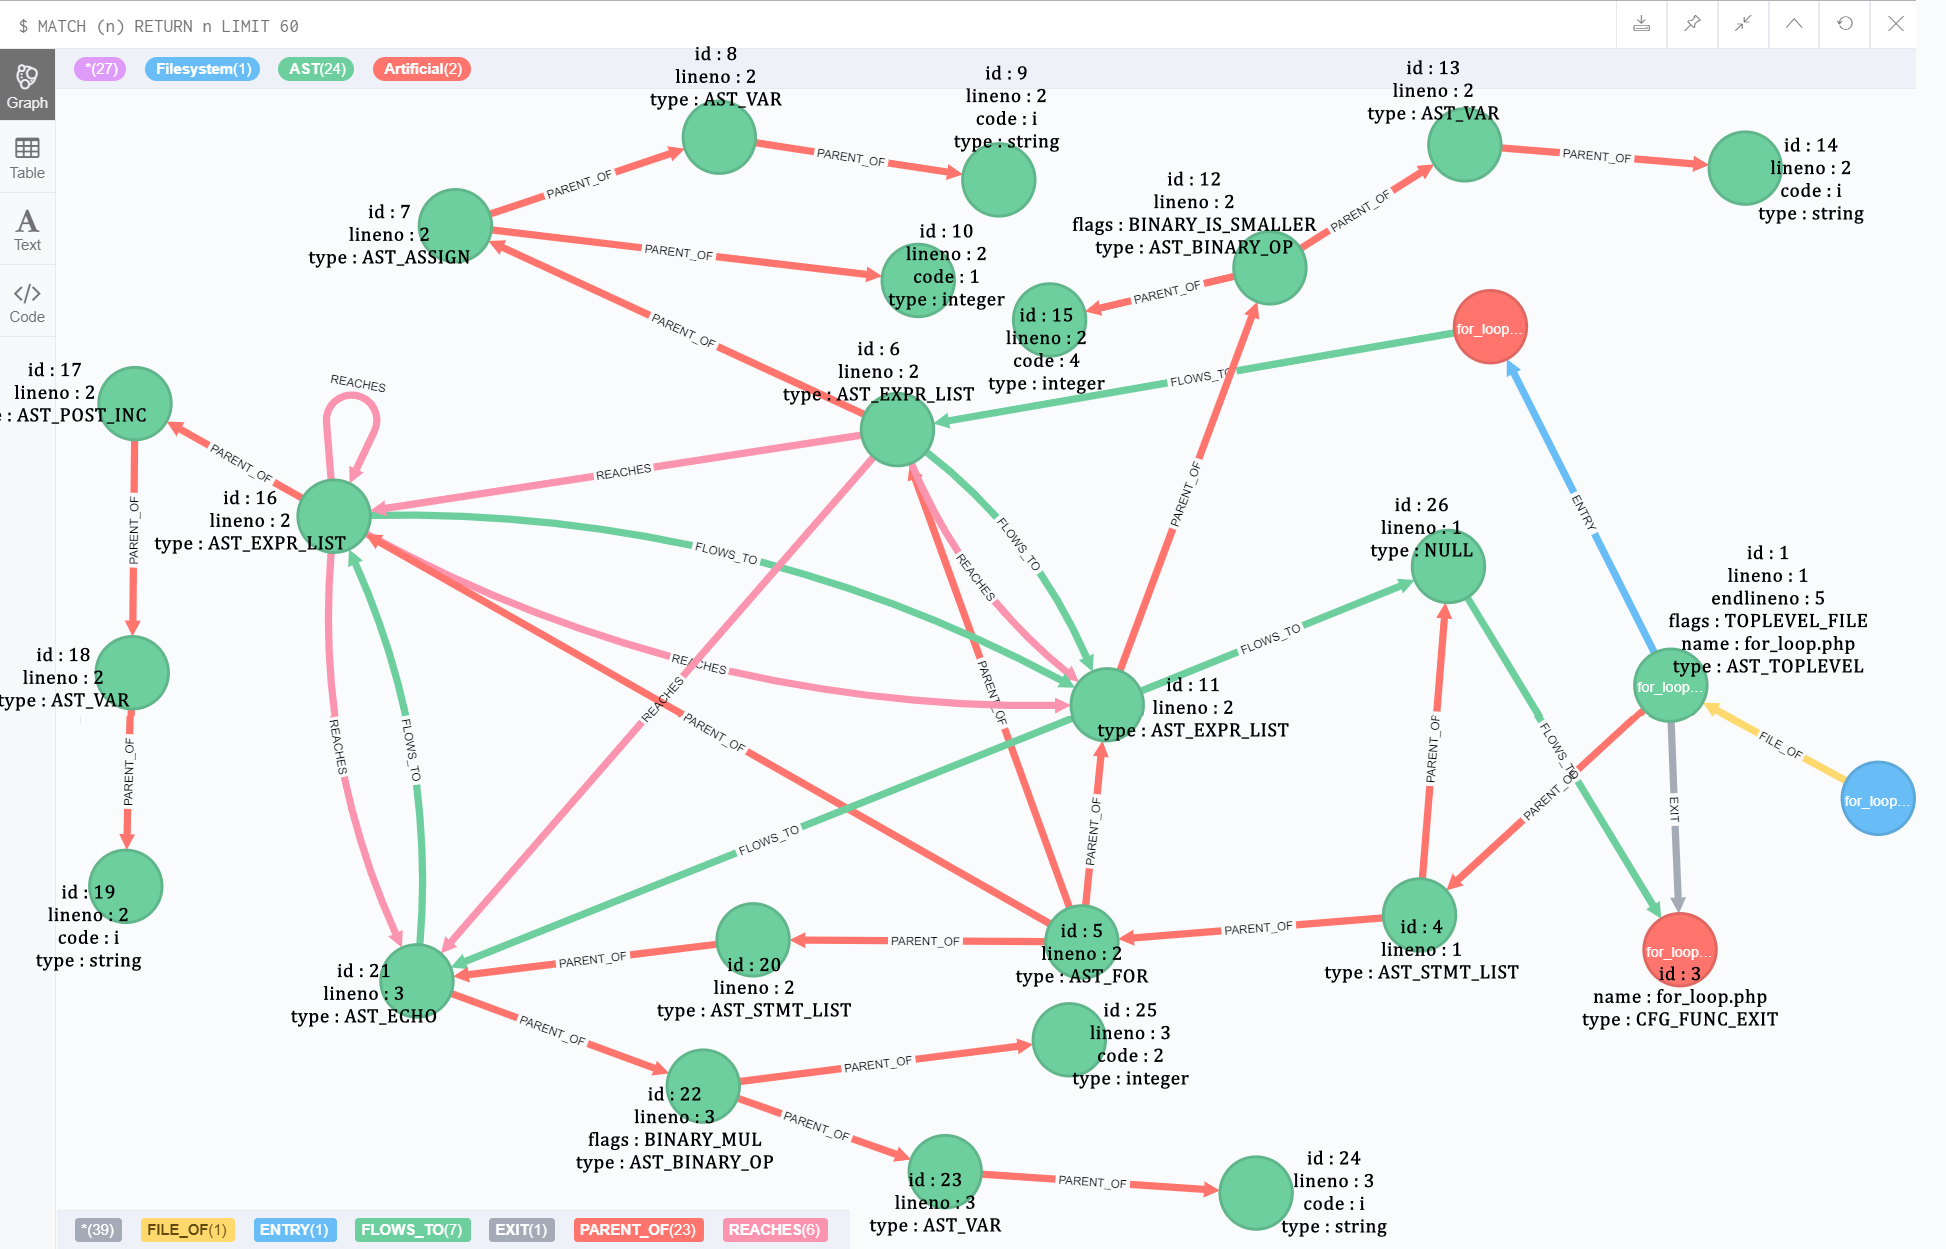 $ MATCH (n) RETURN n LIMIT 60
Graph
Table
Text
Code
*(27)
Filesystem(1)
AST(24)
Artificial(2)
id : 8
lineno : 2
type : AST_VAR
id : 9
lineno : 2
code : i
type : string
id : 13
lineno : 2
type : AST_VAR
id : 14
lineno : 2
code : i
type : string
id : 12
lineno : 2
flags : BINARY_IS_SMALLER
type : AST_BINARY_OP
id : 7
lineno : 2
type : AST_ASSIGN
id : 10
lineno : 2
code : 1
type : integer
id : 15
lineno : 2
code : 4
type : integer
for_loop...
id : 6
lineno : 2
type : AST_EXPR_LIST
id : 17
lineno : 2
: AST_POST_INC
id : 16
lineno : 2
type : AST_EXPR_LIST
id : 26
lineno : 1
type : NULL
id : 1
lineno : 1
endlineno : 5
flags : TOPLEVEL_FILE
name : for_loop.php
type : AST_TOPLEVEL
for_loop...
id : 18
lineno : 2
type : AST_VAR
id : 11
lineno : 2
type : AST_EXPR_LIST
for_loop...
id : 19
lineno : 2
code : i
type : string
id : 5
lineno : 2
type : AST_FOR
id : 4
lineno : 1
type : AST_STMT_LIST
for_loop...
id : 3
name : for_loop.php
type : CFG_FUNC_EXIT
id : 21
lineno : 3
type : AST_ECHO
id : 20
lineno : 2
type : AST_STMT_LIST
id : 25
lineno : 3
code : 2
type : integer
id : 22
lineno : 3
flags : BINARY_MUL
type : AST_BINARY_OP
id : 23
lineno : 3
type : AST_VAR
id : 24
lineno : 3
code : i
type : string
PARENT_OF
PARENT_OF
PARENT_OF
PARENT_OF
PARENT_OF
PARENT_OF
PARENT_OF
FLOWS_TO
REACHES
REACHES
PARENT_OF
PARENT_OF
PARENT_OF
ENTRY
FLOWS_TO
FLOWS_TO
REACHES
REACHES
REACHES
FLOWS_TO
PARENT_OF
PARENT_OF
REACHES
FLOWS_TO
PARENT_OF
PARENT_OF
FLOWS_TO
PARENT_OF
PARENT_OF
FLOWS_TO
PARENT_OF
EXIT
FILE_OF
PARENT_OF
PARENT_OF
PARENT_OF
PARENT_OF
PARENT_OF
PARENT_OF
PARENT_OF
*(39)
FILE_OF(1)
ENTRY(1)
FLOWS_TO(7)
EXIT(1)
PARENT_OF(23)
REACHES(6)